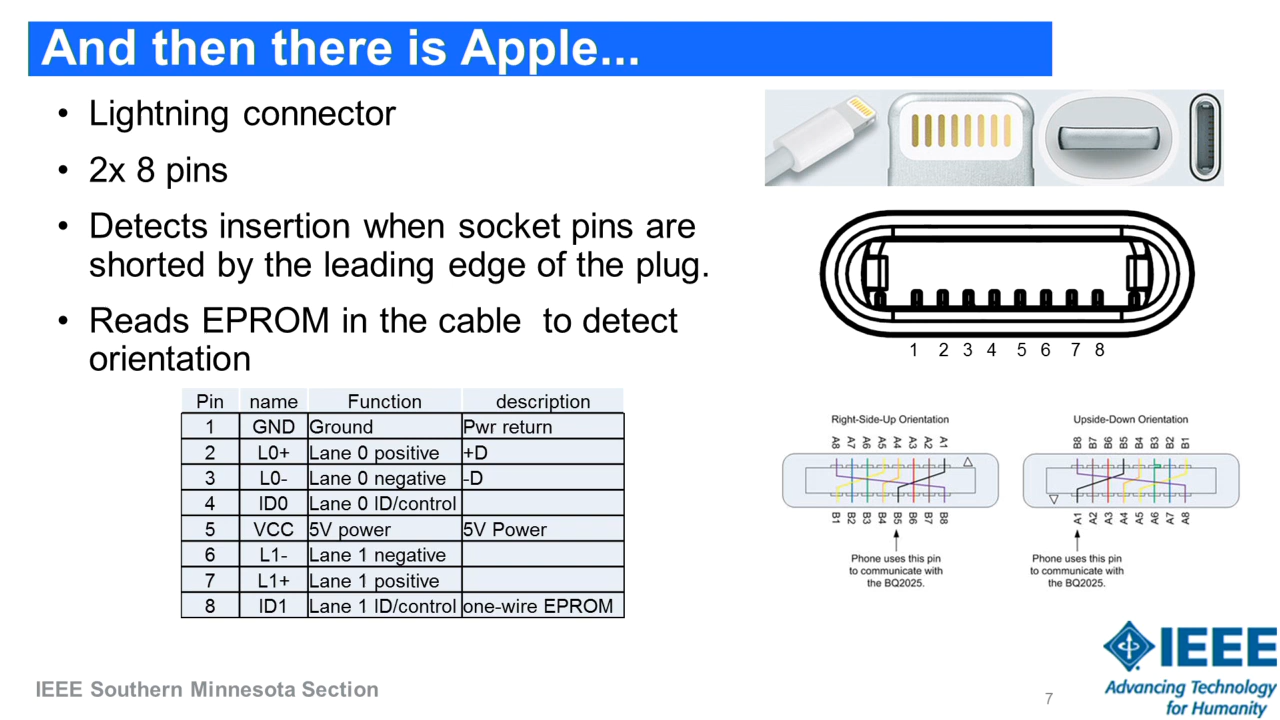 And then there is Apple...
• Lightning connector
• 2x 8 pins
• Detects insertion when socket pins are
shorted by the leading edge of the plug.
• Reads EPROM in the cable to detect
orientation
Pin name Function description
1 GND Ground Pwr return
2 L0+ Lane 0 positive +D
3 L0- Lane 0 negative -D
4 ID0 Lane 0 ID/control
5 VCC 5V power 5V Power
6 L1- Lane 1 negative
7 L1+ Lane 1 positive
8 ID1 Lane 1 ID/control one-wire EPROM
1 2 3 4 5 6 7 8
Right-Side-Up Orientation
A8 A7 A6 A5 A4 A3 A2 A1
B1 B2 B3 B4 B5 B6 B7 B8
Phone uses this pin
to communicate with
the BQ2025.
Upside-Down Orientation
B8 B7 B6 B5 B4 B3 B2 B1
A1 A2 A3 A4 A5 A6 A7 A8
Phone uses this pin
to communicate with
the BQ2025.
IEEE Southern Minnesota Section
7
IEEE
Advancing Technology
for Humanity